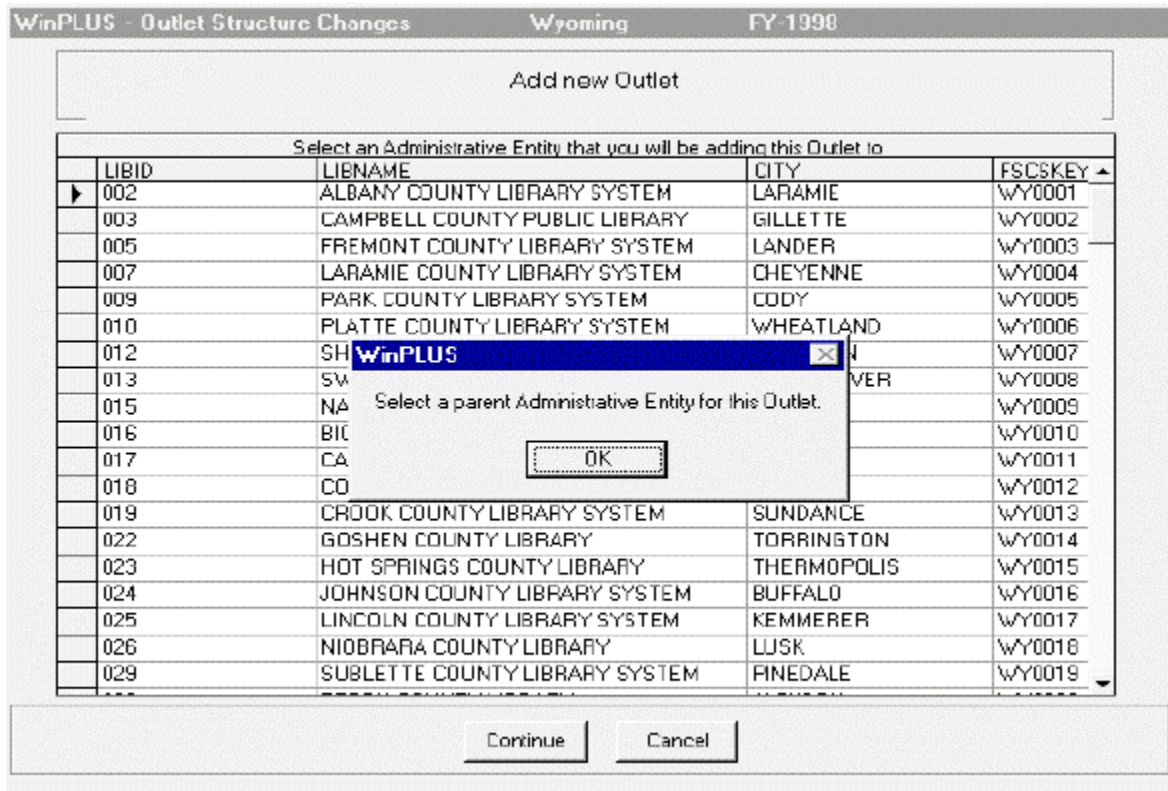 WinPLUS - Outlet Structure Changes Wyoming FY-1998
Add new Outlet
Select an Administrative Entity that you will be adding this Outlet to
LIBID LIBNAME CITY FSCSKEY
002 ALBANY COUNTY LIBRARY SYSTEM LARAMIE WY0001
003 CAMPBELL COUNTY PUBLIC LIBRARY GILLETTE WY0002
005 FREMONT COUNTY LIBRARY SYSTEM LANDER WY0003
007 LARAMIE COUNTY LIBRARY SYSTEM CHEYENNE WY0004
009 PARK COUNTY LIBRARY SYSTEM CODY WY0005
010 PLATTE COUNTY LIBRARY SYSTEM WHEATLAND WY0006
012 SH N WY0007
013 SW VER WY0008
015 NA WY0009
016 BIG WY0010
017 CA WY0011
018 CO WY0012
WinPLUS
Select a parent Administrative Entity for this Outlet.
OK
019 CROOK COUNTY LIBRARY SYSTEM SUNDANCE WY0013
022 GOSHEN COUNTY LIBRARY TORRINGTON WY0014
023 HOT SPRINGS COUNTY LIBRARY THERMOPOLIS WY0015
024 JOHNSON COUNTY LIBRARY SYSTEM BUFFALO WY0016
025 LINCOLN COUNTY LIBRARY SYSTEM KEMMERER WY0017
026 NIOBRARA COUNTY LIBRARY LUSK WY0018
029 SUBLETTE COUNTY LIBRARY SYSTEM PINEDALE WY0019
Continue Cancel